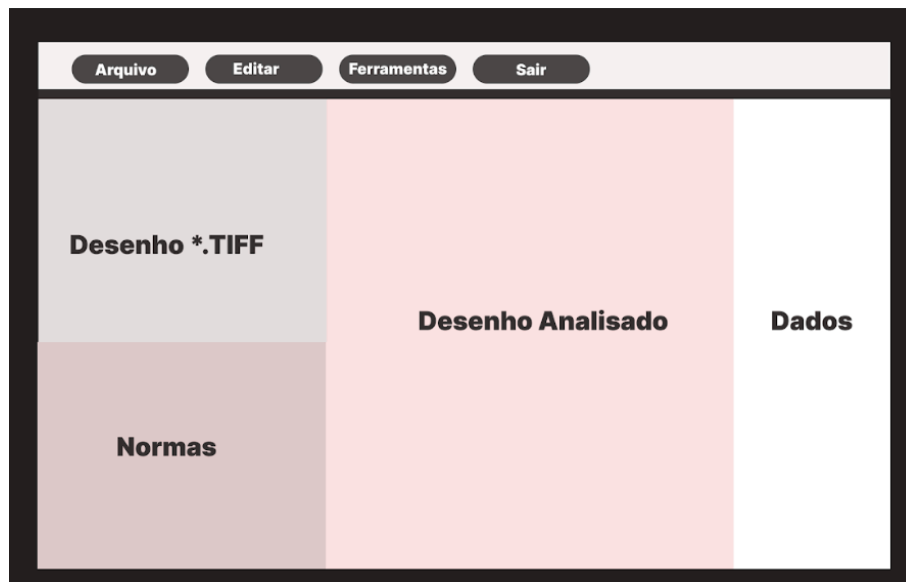 Arquivo Editar Ferramentas Sair
Desenho *.TIFF
Desenho Analisado
Dados
Normas